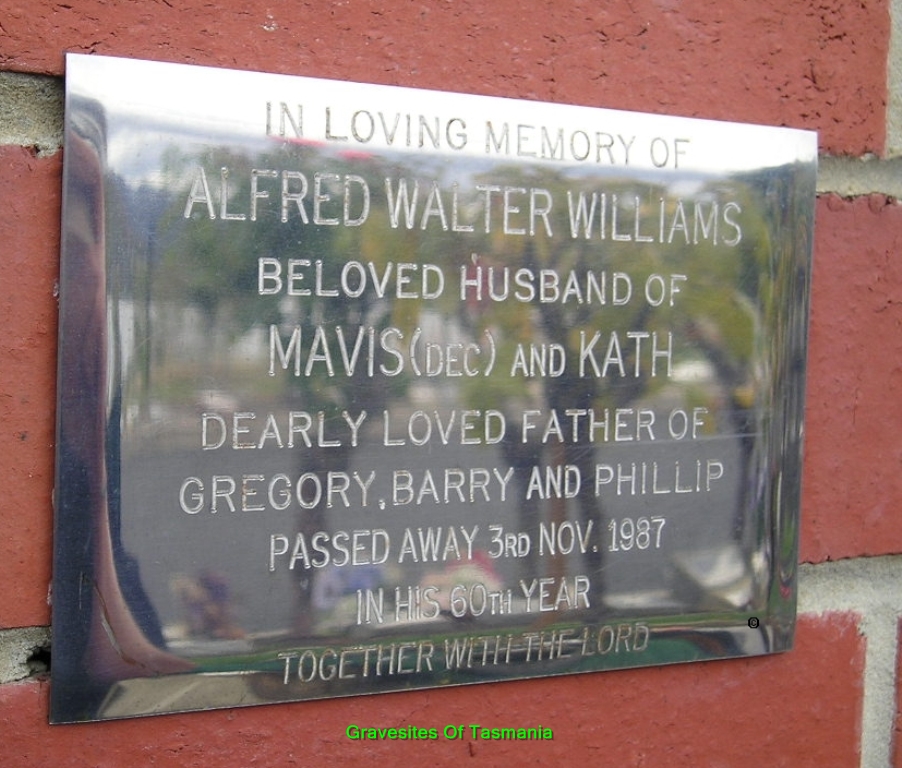 IN LOVING MEMORY OF
ALFRED WALTER WILLIAMS
BELOVED HUSBAND OF
MAVIS (DEC) AND KATH
DEARLY LOVED FATHER OF
GREGORY, BARRY AND PHILLIP
PASSED AWAY 3RD NOV. 1987
IN HIS 60TH YEAR
TOGETHER WITH THE LORD
©
Gravesites Of Tasmania